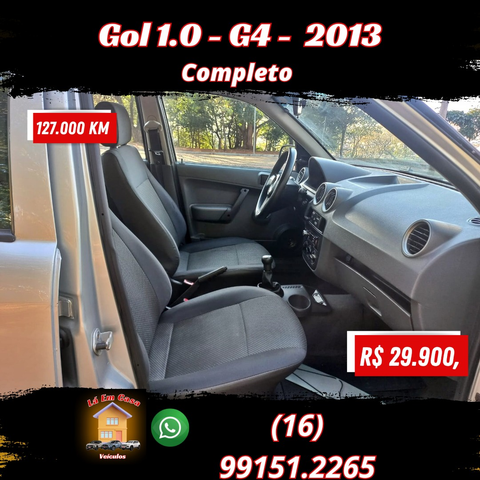 Gol 1.0 - G4 - 2013
Completo
127.000 KM
R$ 29.900,
Lá Em Casa
Veículos
(16)
99151.2265